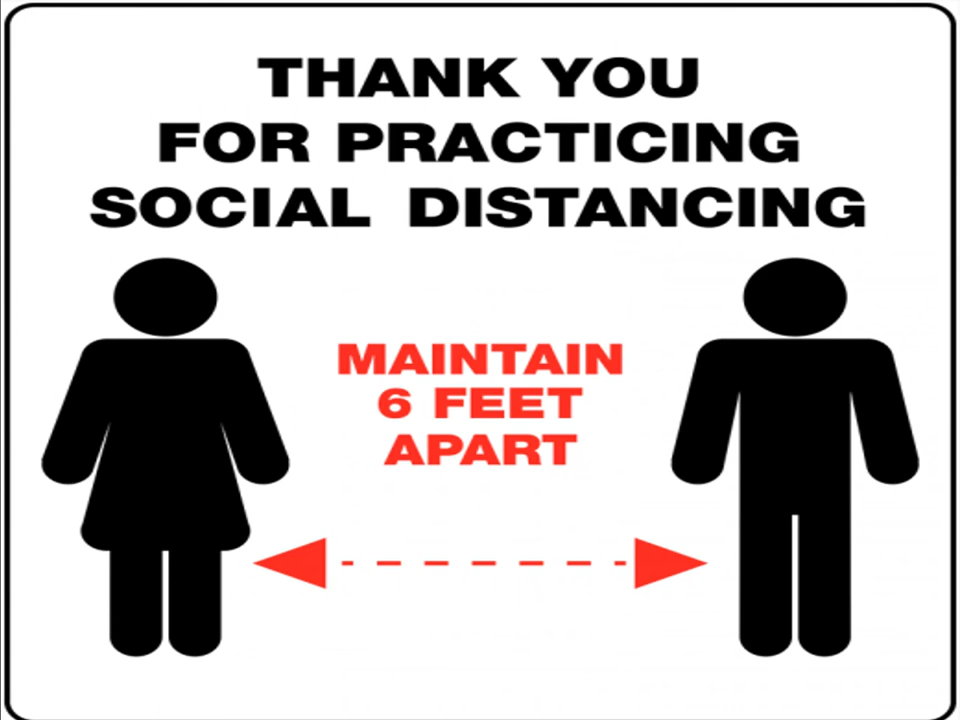 THANK YOU
FOR PRACTICING
SOCIAL DISTANCING
MAINTAIN
6 FEET
APART